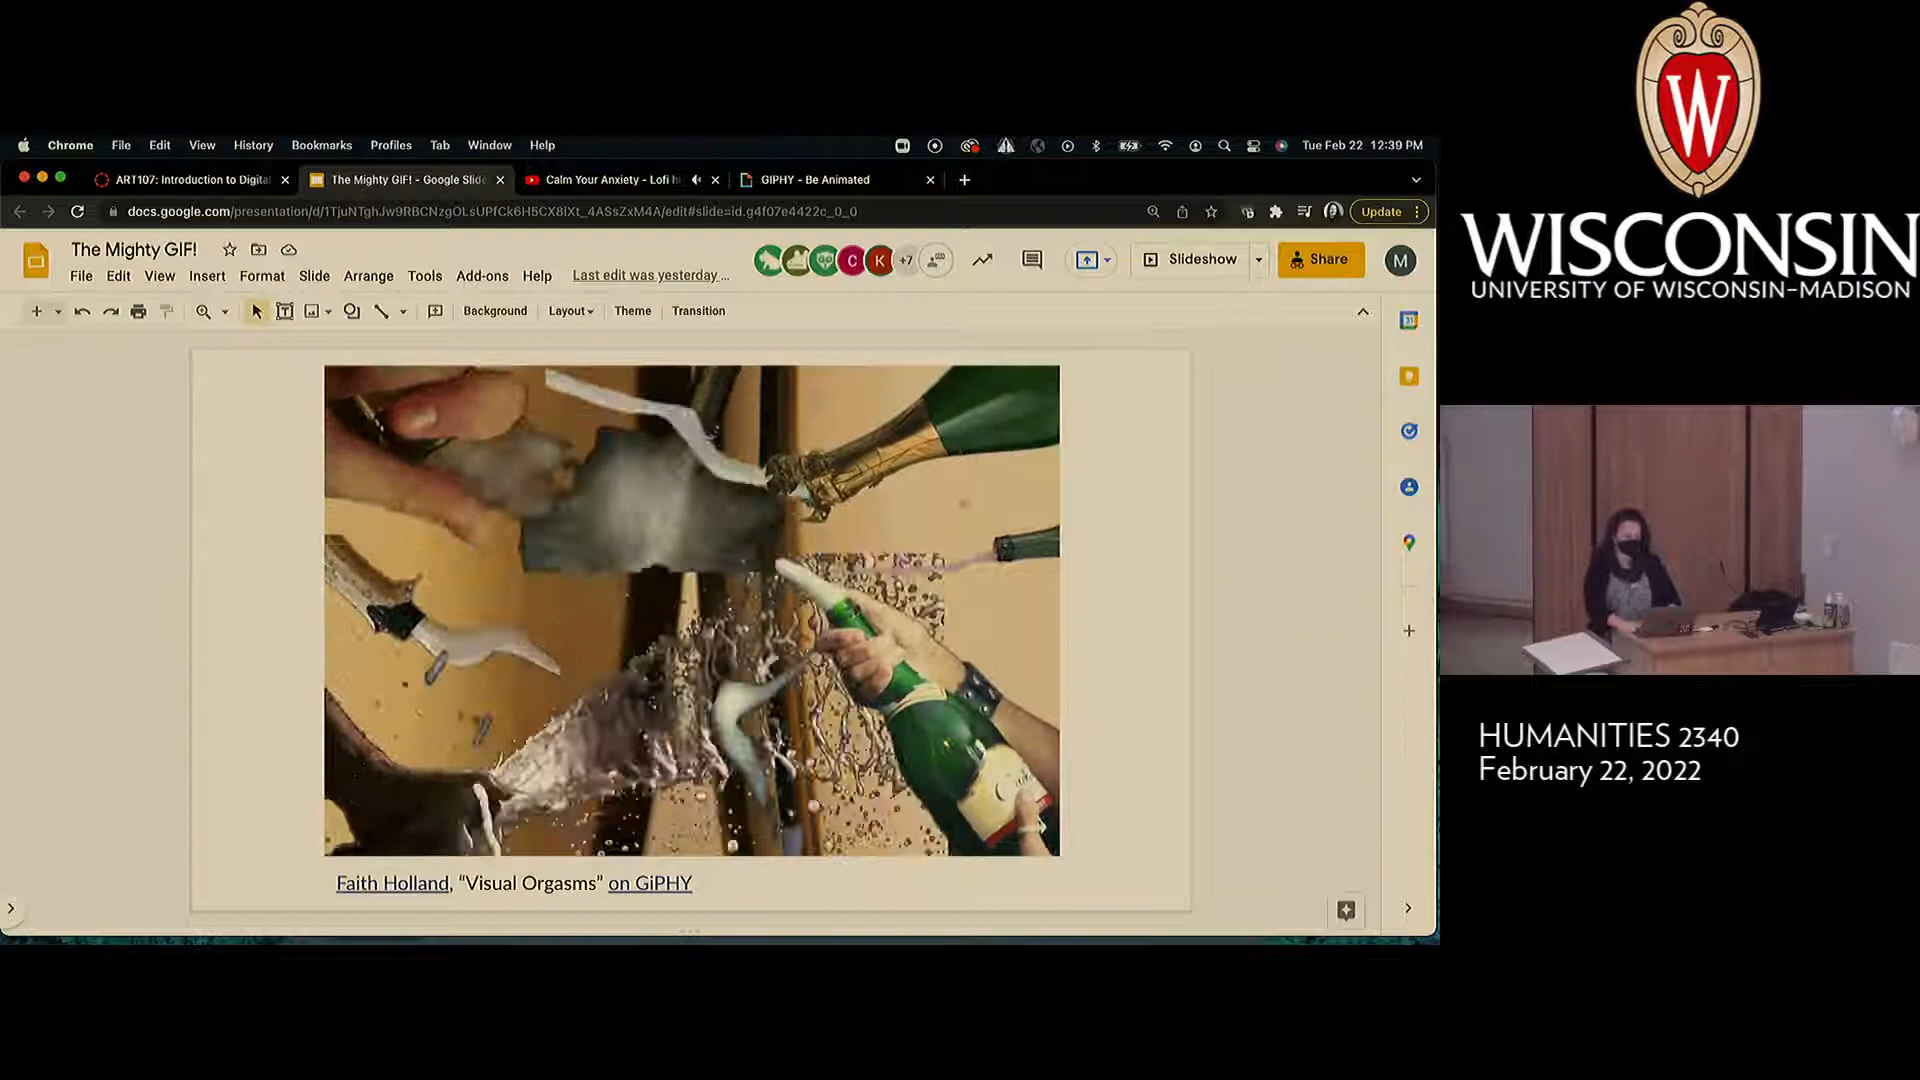 Chrome File Edit View History Bookmarks Profiles Tab Window Help
Tue Feb 22 12:39 PM
ART107: Introduction to Digital
The Mighty GIF! - Google Slide
Calm Your Anxiety - Lofi hi
GIPHY - Be Animated
docs.google.com/presentation/d/1TjuNTghJw9RBCNzgOLsUPfCk6H5CX8lXt_4ASsZxM4A/edit#slide=id.g4f07e4422c_0_0
Update
The Mighty GIF!
C K +7
Slideshow
Share
M
File Edit View Insert Format Slide Arrange Tools Add-ons Help
Last edit was yesterday ...
Background Layout Theme Transition
Faith Holland, “Visual Orgasms” on GiPHY
W
WISCONSIN
UNIVERSITY OF WISCONSIN–MADISON
HUMANITIES 2340
February 22, 2022